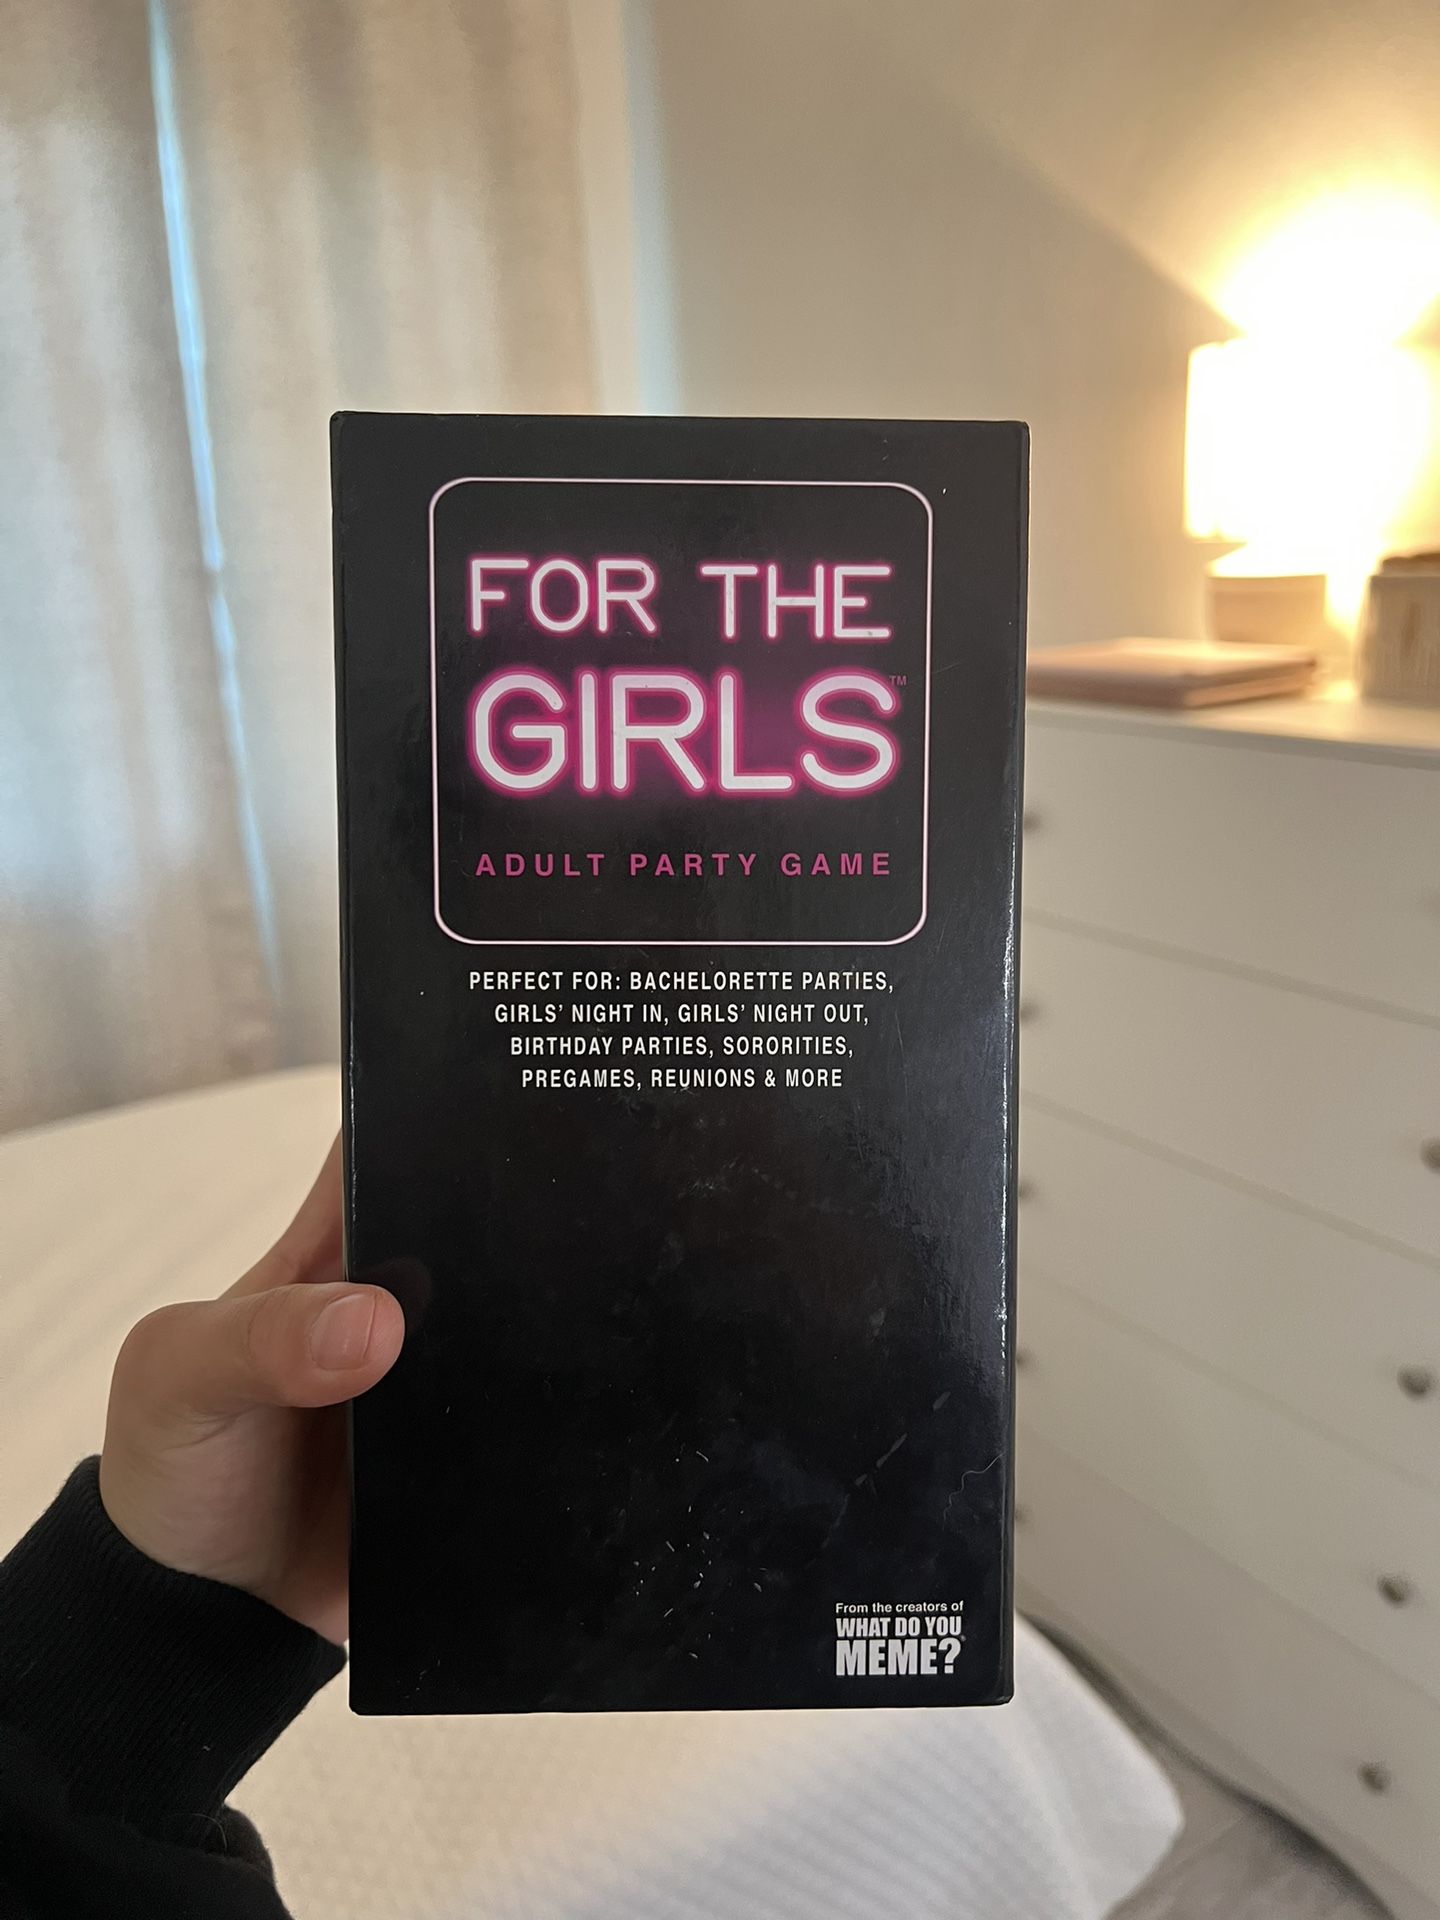 FOR THE
GIRLS™
ADULT PARTY GAME
PERFECT FOR: BACHELORETTE PARTIES,
GIRLS’ NIGHT IN, GIRLS’ NIGHT OUT,
BIRTHDAY PARTIES, SORORITIES,
PREGAMES, REUNIONS & MORE
From the creators of
WHAT DO YOU
MEME?®